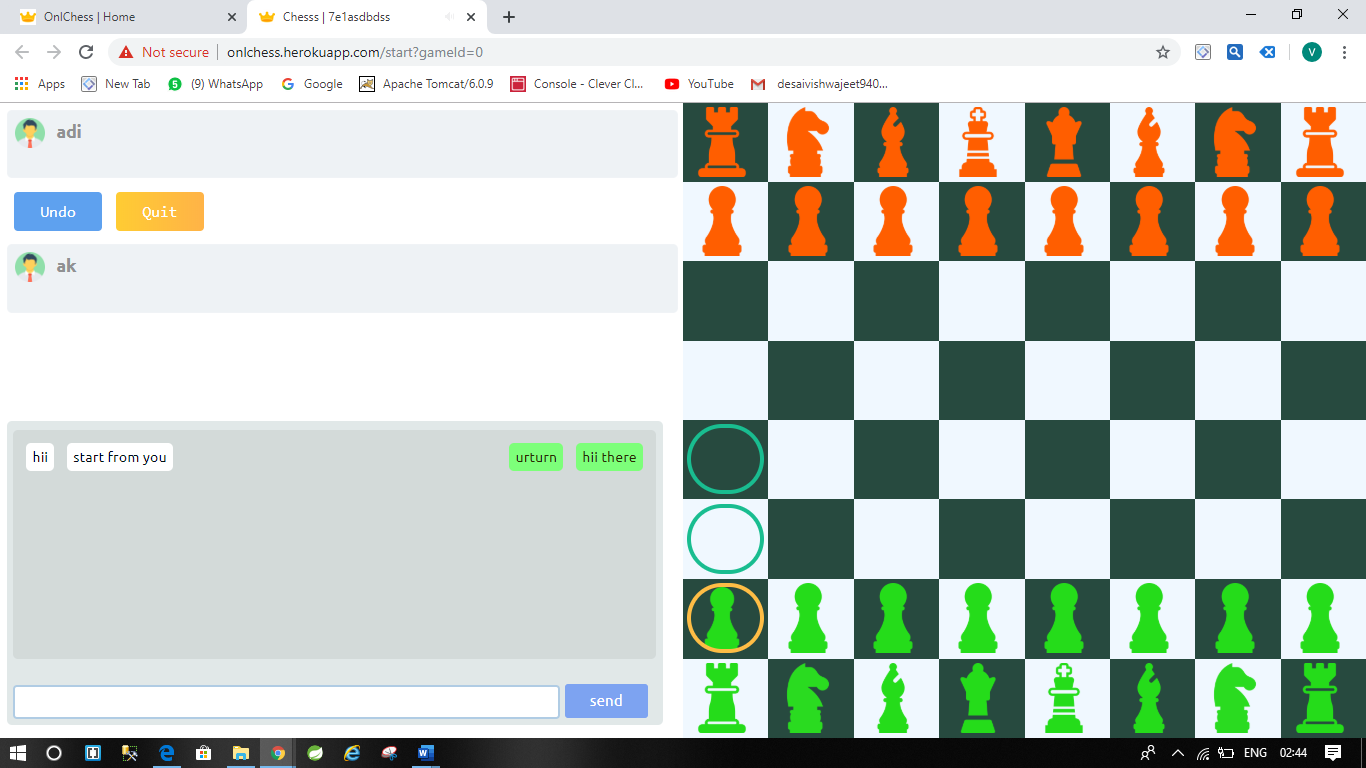 OnlChess | Home
Chesss | 7e1asdbdss
Not secure | onlchess.herokuapp.com/start?gameId=0
V
Apps
New Tab
5
(9) WhatsApp
Google
Apache Tomcat/6.0.9
Console - Clever Cl...
YouTube
desaivishwajeet940...
adi
Undo
Quit
ak
hii
start from you
urturn
hii there
send
ENG
02:44